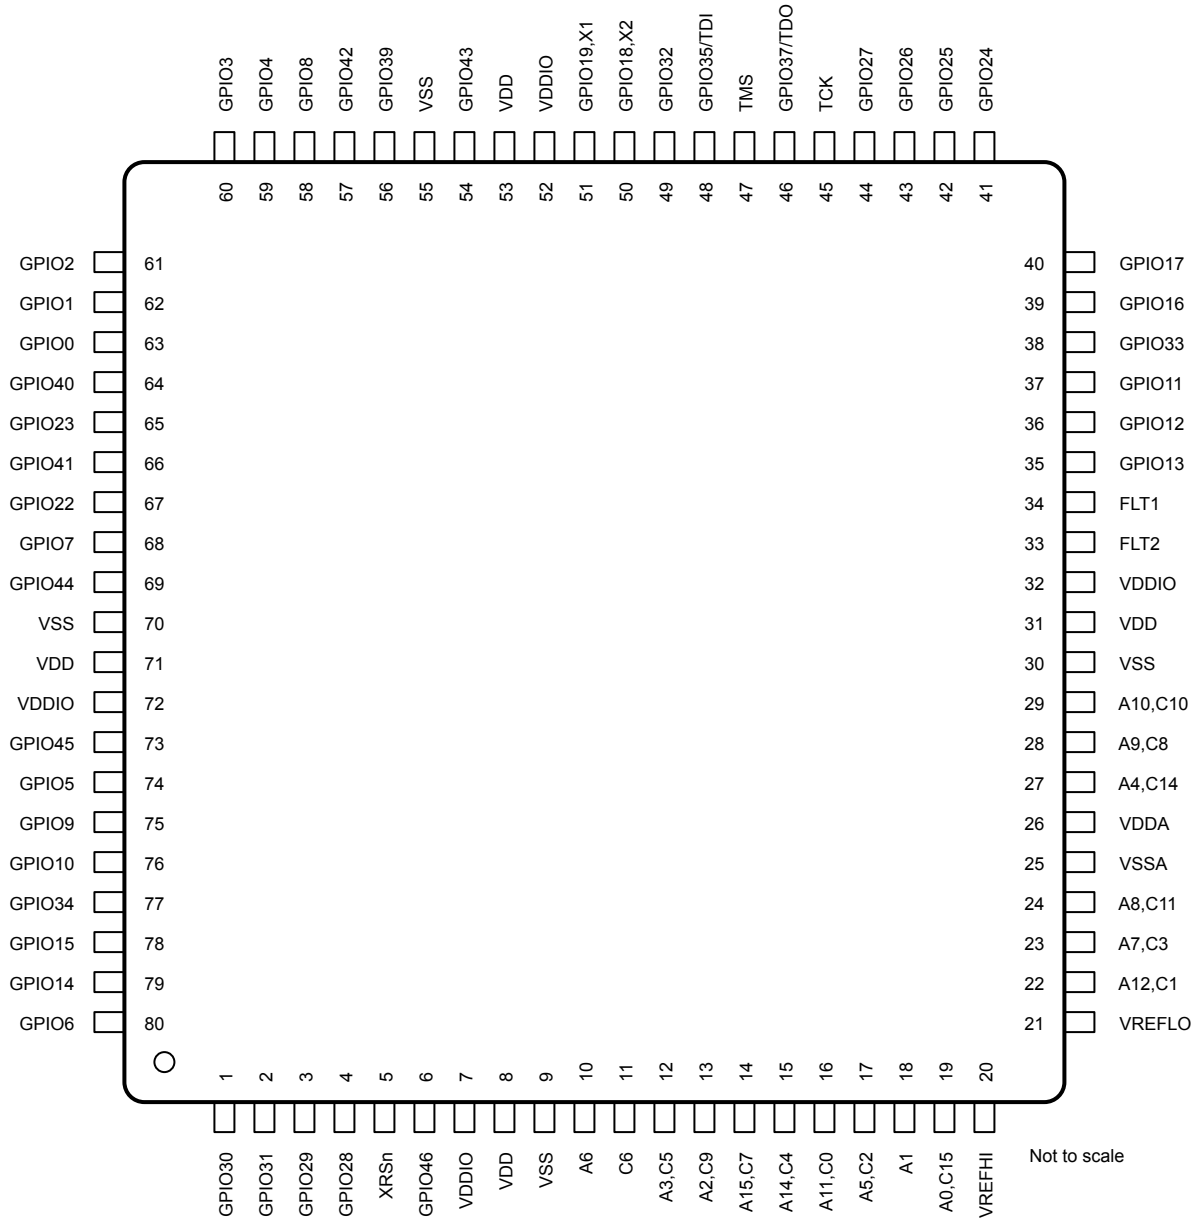 GPIO3
GPIO4
GPIO8
GPIO42
GPIO39
VSS
GPIO43
VDD
VDDIO
GPIO19,X1
GPIO18,X2
GPIO32
GPIO35/TDI
TMS
GPIO37/TDO
TCK
GPIO27
GPIO26
GPIO25
GPIO24
60
59
58
57
56
55
54
53
52
51
50
49
48
47
46
45
44
43
42
41
GPIO2 61 40 GPIO17
GPIO1 62 39 GPIO16
GPIO0 63 38 GPIO33
GPIO40 64 37 GPIO11
GPIO23 65 36 GPIO12
GPIO41 66 35 GPIO13
GPIO22 67 34 FLT1
GPIO7 68 33 FLT2
GPIO44 69 32 VDDIO
VSS 70 31 VDD
VDD 71 30 VSS
VDDIO 72 29 A10,C10
GPIO45 73 28 A9,C8
GPIO5 74 27 A4,C14
GPIO9 75 26 VDDA
GPIO10 76 25 VSSA
GPIO34 77 24 A8,C11
GPIO15 78 23 A7,C3
GPIO14 79 22 A12,C1
GPIO6 80 21 VREFLO
1
2
3
4
5
6
7
8
9
10
11
12
13
14
15
16
17
18
19
20
GPIO30
GPIO31
GPIO29
GPIO28
XRSn
GPIO46
VDDIO
VDD
VSS
A6
C6
A3,C5
A2,C9
A15,C7
A14,C4
A11,C0
A5,C2
A1
A0,C15
VREFHI
Not to scale